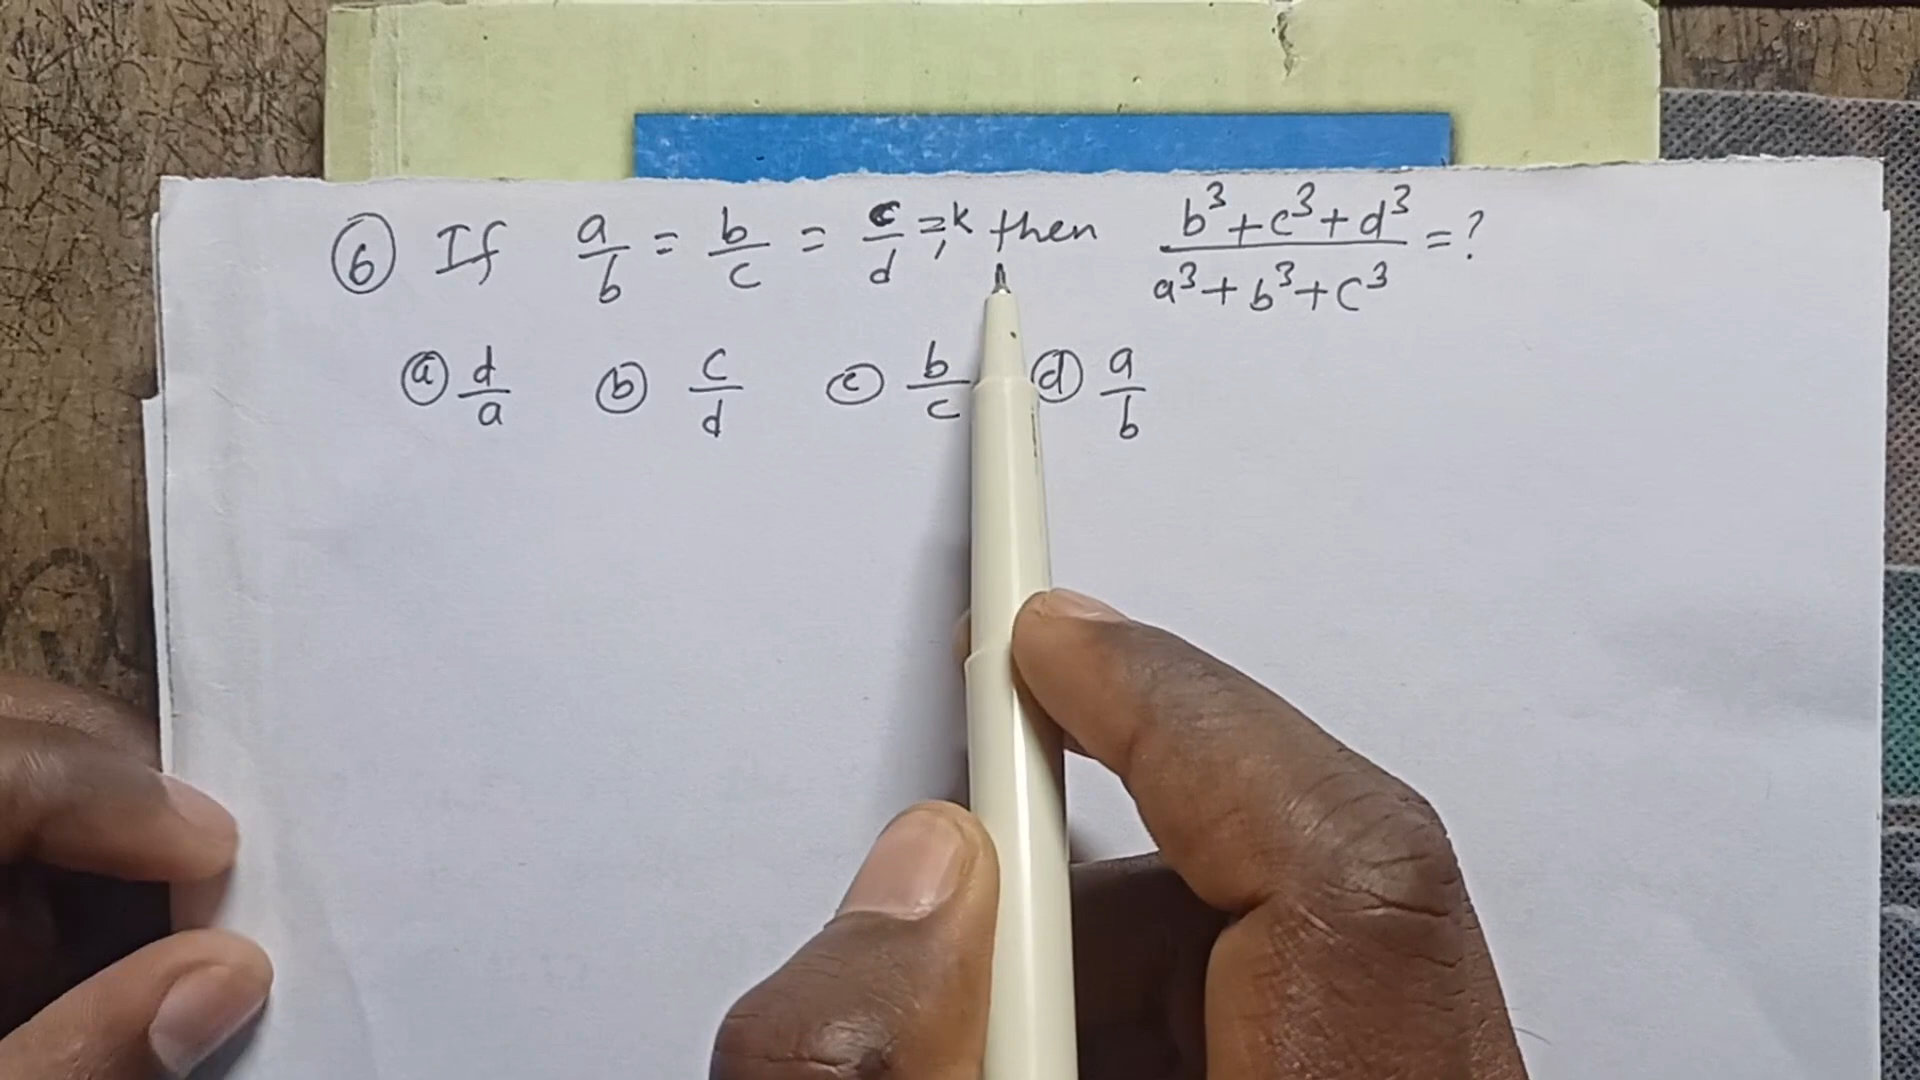 ⑥ If a/b = b/c = c/d = k, then (b³+c³+d³)/(a³+b³+c³) = ?
ⓐ d/a ⓑ c/d ⓒ b/c ⓓ a/b